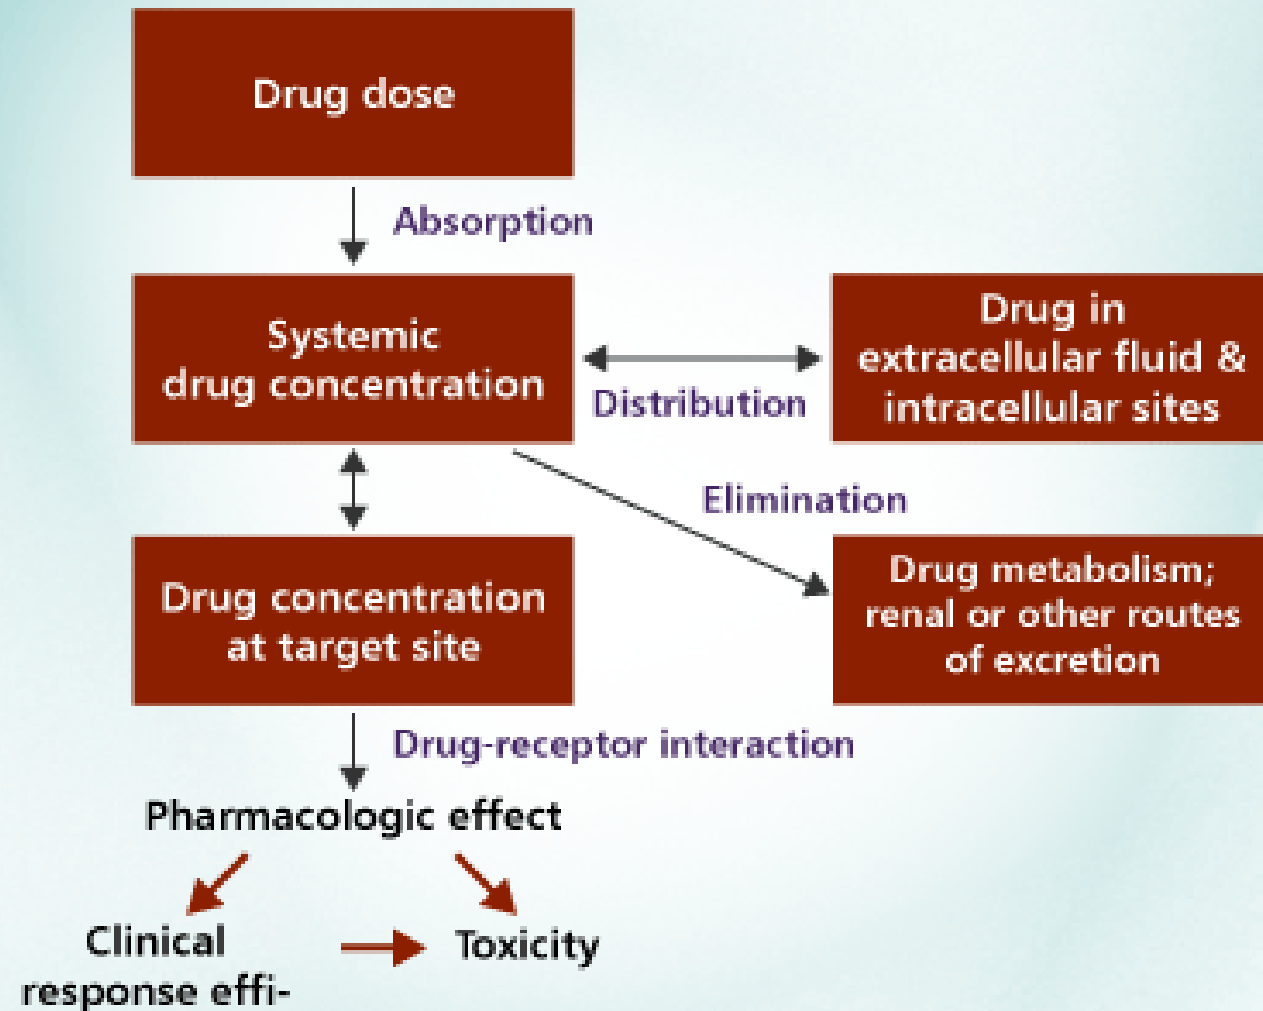 Drug dose
Absorption
Systemic
drug concentration
Distribution
Drug in
extracellular fluid &
intracellular sites
Elimination
Drug concentration
at target site
Drug metabolism;
renal or other routes
of excretion
Drug-receptor interaction
Pharmacologic effect
Clinical
response effi-
Toxicity